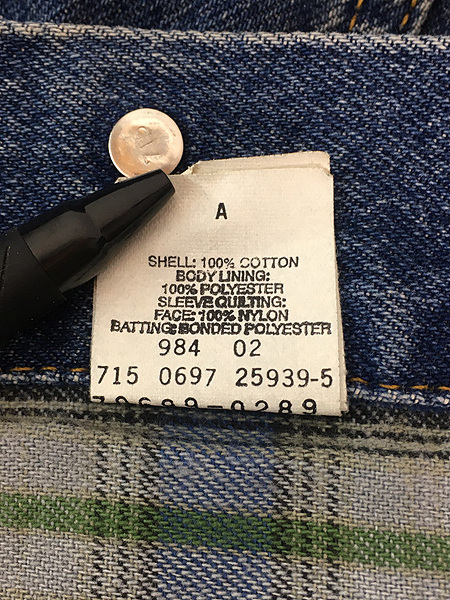 A
SHELL: 100% COTTON
BODY LINING:
100% POLYESTER
SLEEVE QUILTING:
FACE: 100% NYLON
BATTING: BONDED POLYESTER
984 02
715 0697 25939-5